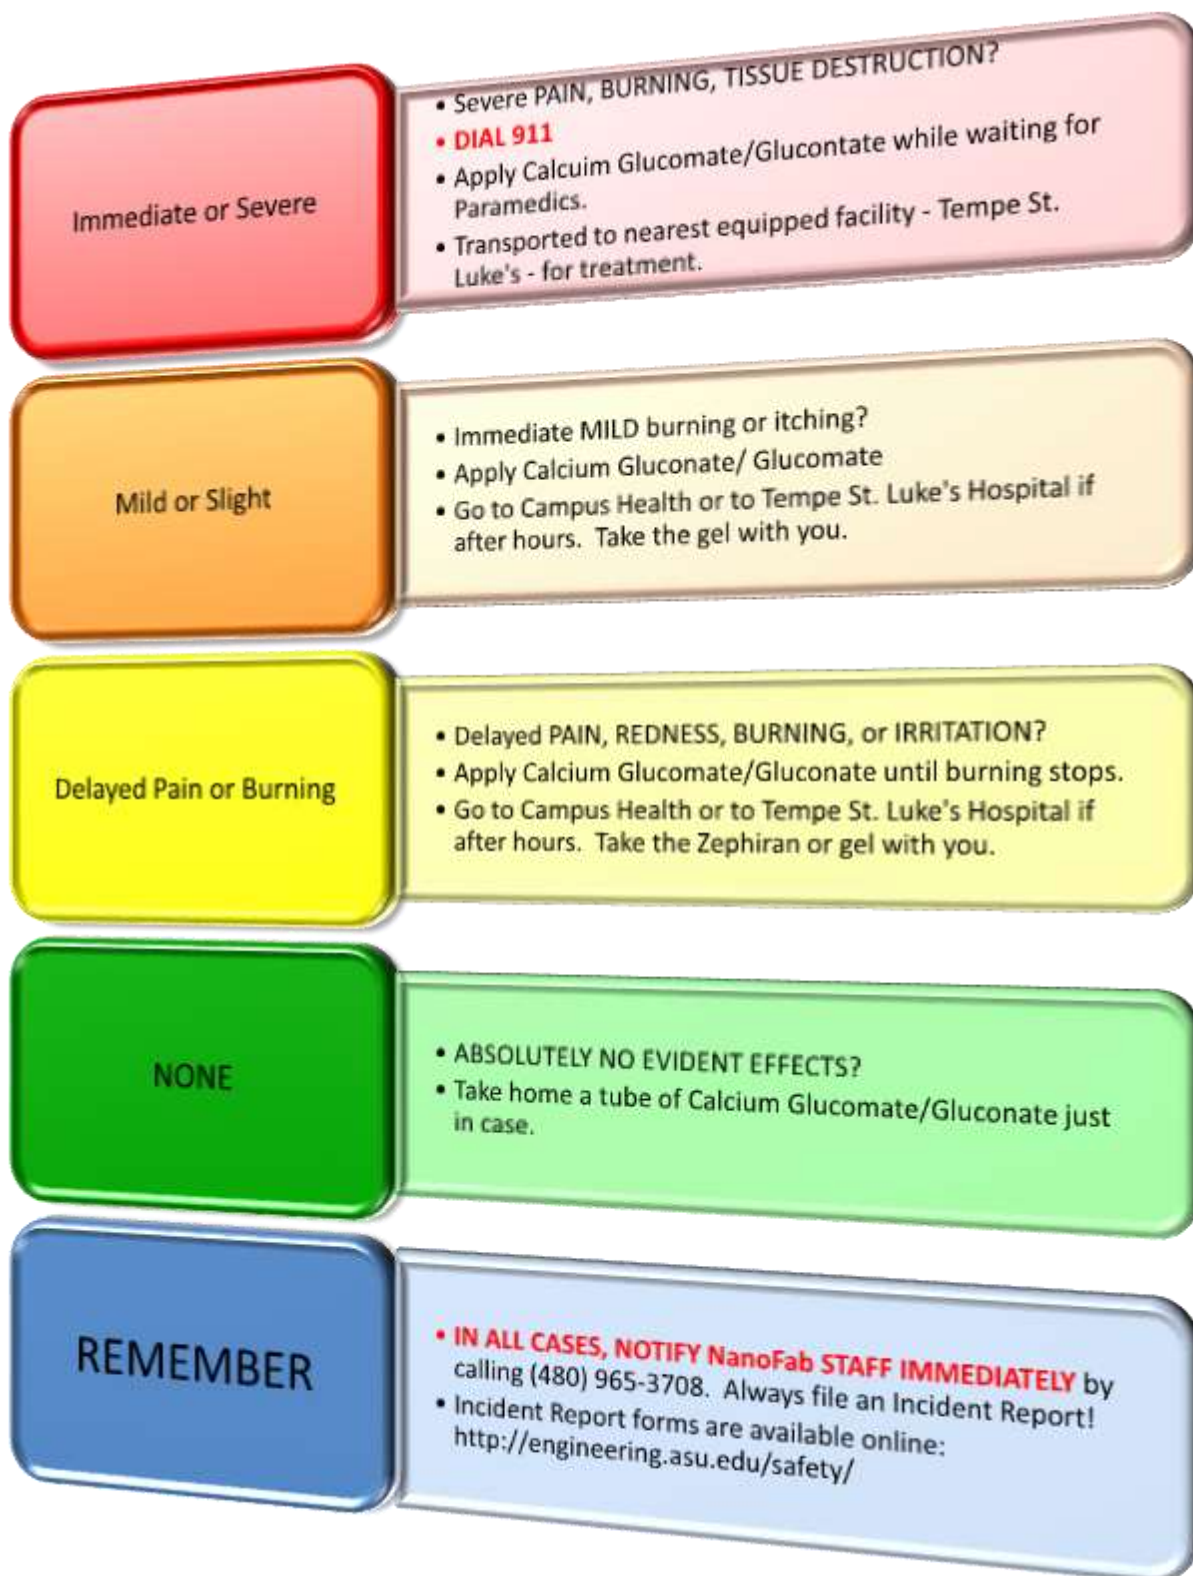 Immediate or Severe
• Severe PAIN, BURNING, TISSUE DESTRUCTION?
• DIAL 911
• Apply Calcuim Glucomate/Glucontate while waiting for
Paramedics.
• Transported to nearest equipped facility - Tempe St.
Luke's - for treatment.
Mild or Slight
• Immediate MILD burning or itching?
• Apply Calcium Gluconate/ Glucomate
• Go to Campus Health or to Tempe St. Luke's Hospital if
after hours. Take the gel with you.
Delayed Pain or Burning
• Delayed PAIN, REDNESS, BURNING, or IRRITATION?
• Apply Calcium Glucomate/Gluconate until burning stops.
• Go to Campus Health or to Tempe St. Luke's Hospital if
after hours. Take the Zephiran or gel with you.
NONE
• ABSOLUTELY NO EVIDENT EFFECTS?
• Take home a tube of Calcium Glucomate/Gluconate just
in case.
REMEMBER
• IN ALL CASES, NOTIFY NanoFab STAFF IMMEDIATELY by
calling (480) 965-3708. Always file an Incident Report!
• Incident Report forms are available online:
http://engineering.asu.edu/safety/